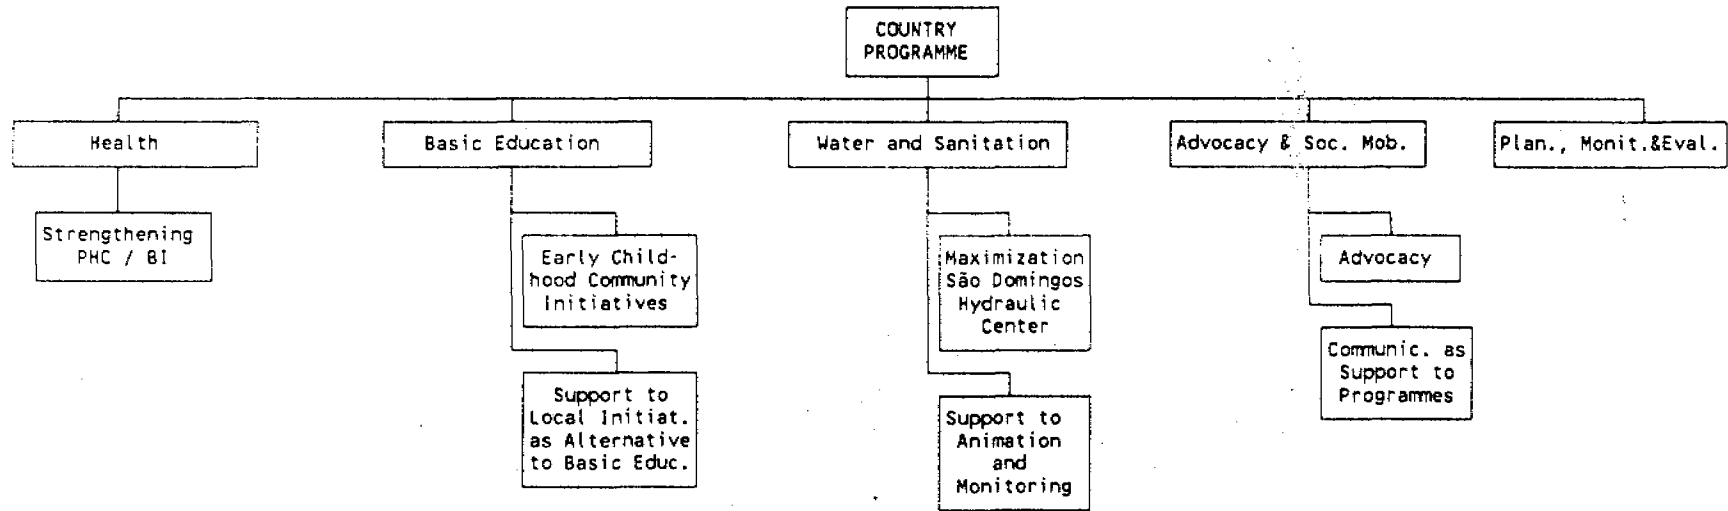 COUNTRY
PROGRAMME
Health
Basic Education
Water and Sanitation
Advocacy & Soc. Mob.
Plan., Monit.&Eval.
Strengthening
PHC / BI
Early Child-
hood Community
Initiatives
Support to
Local Initiat.
as Alternative
to Basic Educ.
Maximization
São Domingos
Hydraulic
Center
Support to
Animation
and
Monitoring
Advocacy
Communic. as
Support to
Programmes